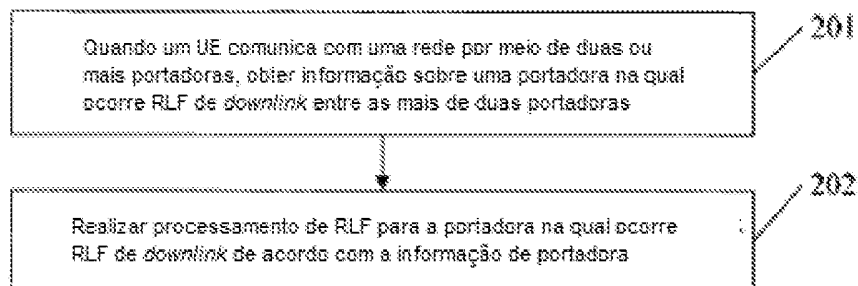 201
Quando um UE comunica com uma rede por meio de duas ou
mais portadoras, obter informação sobre uma portadora na qual
ocorre RLF de downlink entre as mais de duas portadoras
202
Realizar processamento de RLF para a portadora na qual ocorre
RLF de downlink de acordo com a informação de portadora